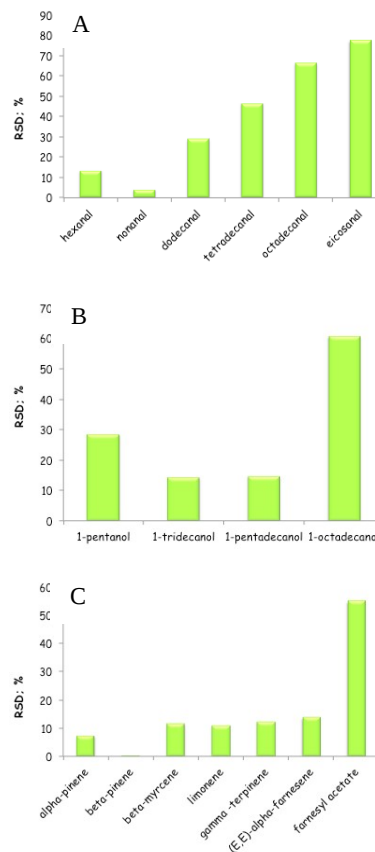 A
90
80
70
60
50
40
30
20
10
0
RSD; %
hexanal
nonanal
dodecanal
tetradecanal
octadecanal
eicosanal
B
70
60
50
40
30
20
10
0
RSD; %
1-pentanol 1-tridecanol 1-pentadecanol 1-octadecano
C
60
50
40
30
20
10
0
RSD; %
alpha-pinene
beta-pinene
beta-myrcene
limonene
gamma -terpinene
(E,E)-alpha-farnesene
farnesyl acetate